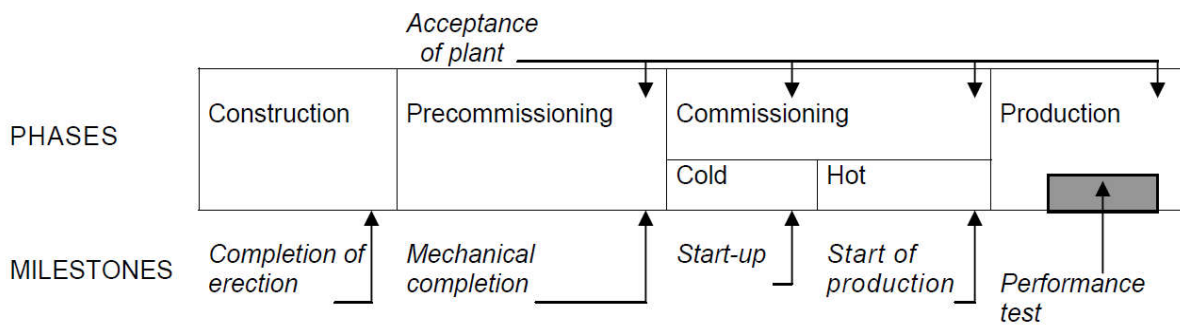 Acceptance
of plant
PHASES
Construction
Precommissioning
Commissioning
Production
Cold
Hot
MILESTONES
Completion of
erection
Mechanical
completion
Start-up
Start of
production
Performance
test